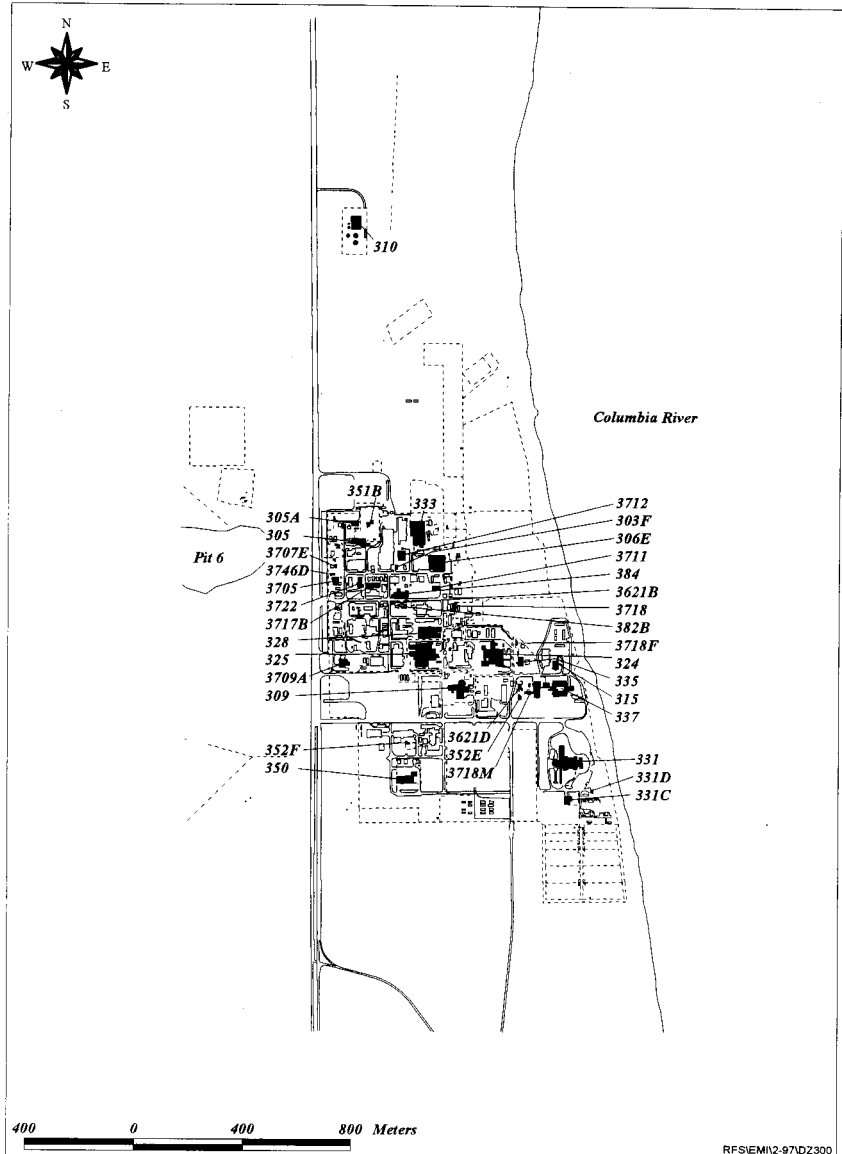 N
W E
S
310
Columbia River
351B
333
3712
305A
303F
305
306E
3707E
Pit 6
3711
3746D
384
3705
3621B
3722
3718
3717B
382B
328
3718F
325
324
3709A
335
309
315
337
3621D
352F
352E
331
350
3718M
331D
331C
400 0 400 800 Meters
RFS\EMI\2-97\DZ300